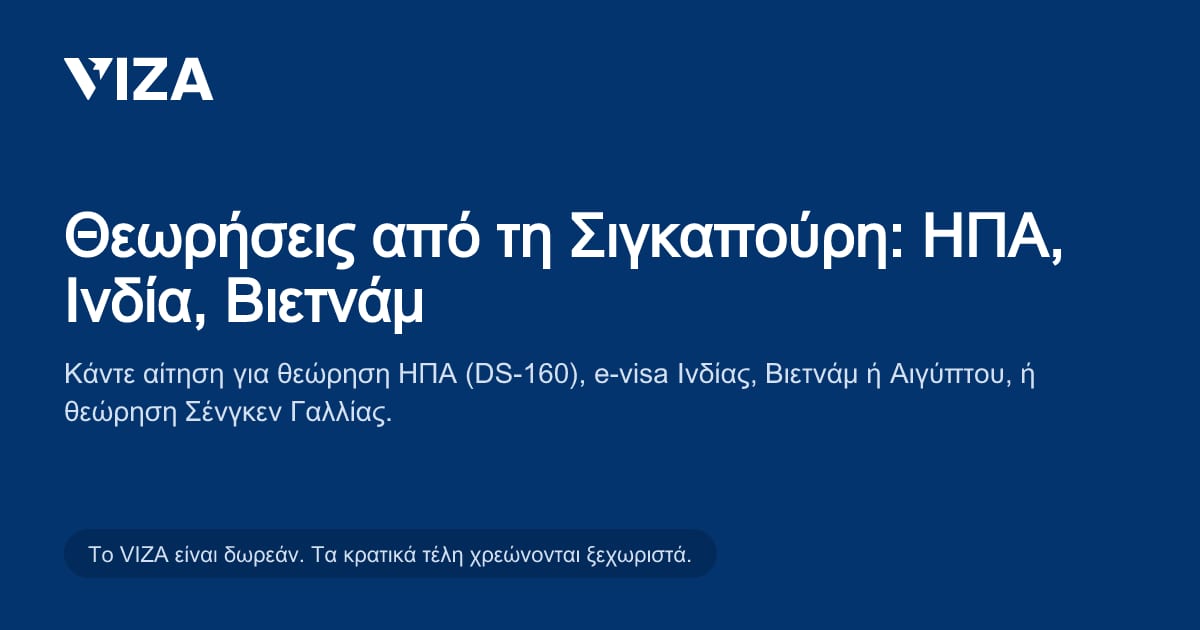 VIZA
Θεωρήσεις από τη Σιγκαπούρη: ΗΠΑ,
Ινδία, Βιετνάμ
Κάντε αίτηση για θεώρηση ΗΠΑ (DS-160), e-visa Ινδίας, Βιετνάμ ή Αιγύπτου, ή
θεώρηση Σένγκεν Γαλλίας.
Το VIZA είναι δωρεάν. Τα κρατικά τέλη χρεώνονται ξεχωριστά.